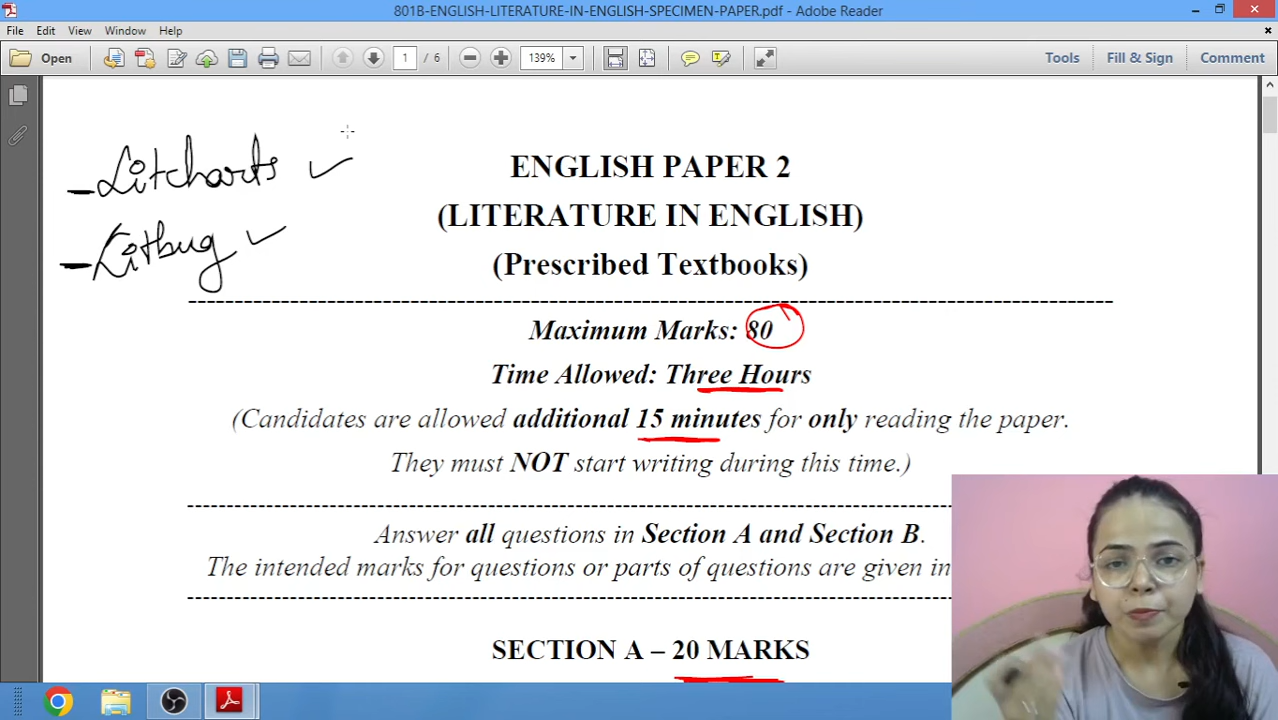 801B-ENGLISH-LITERATURE-IN-ENGLISH-SPECIMEN-PAPER.pdf - Adobe Reader
File Edit View Window Help
Open 1 / 6 139% Tools Fill & Sign Comment
- Litcharts ✓
- Litbug ✓
ENGLISH PAPER 2
(LITERATURE IN ENGLISH)
(Prescribed Textbooks)
Maximum Marks: 80
Time Allowed: Three Hours
(Candidates are allowed additional 15 minutes for only reading the paper.
They must NOT start writing during this time.)
Answer all questions in Section A and Section B.
The intended marks for questions or parts of questions are given in
SECTION A – 20 MARKS